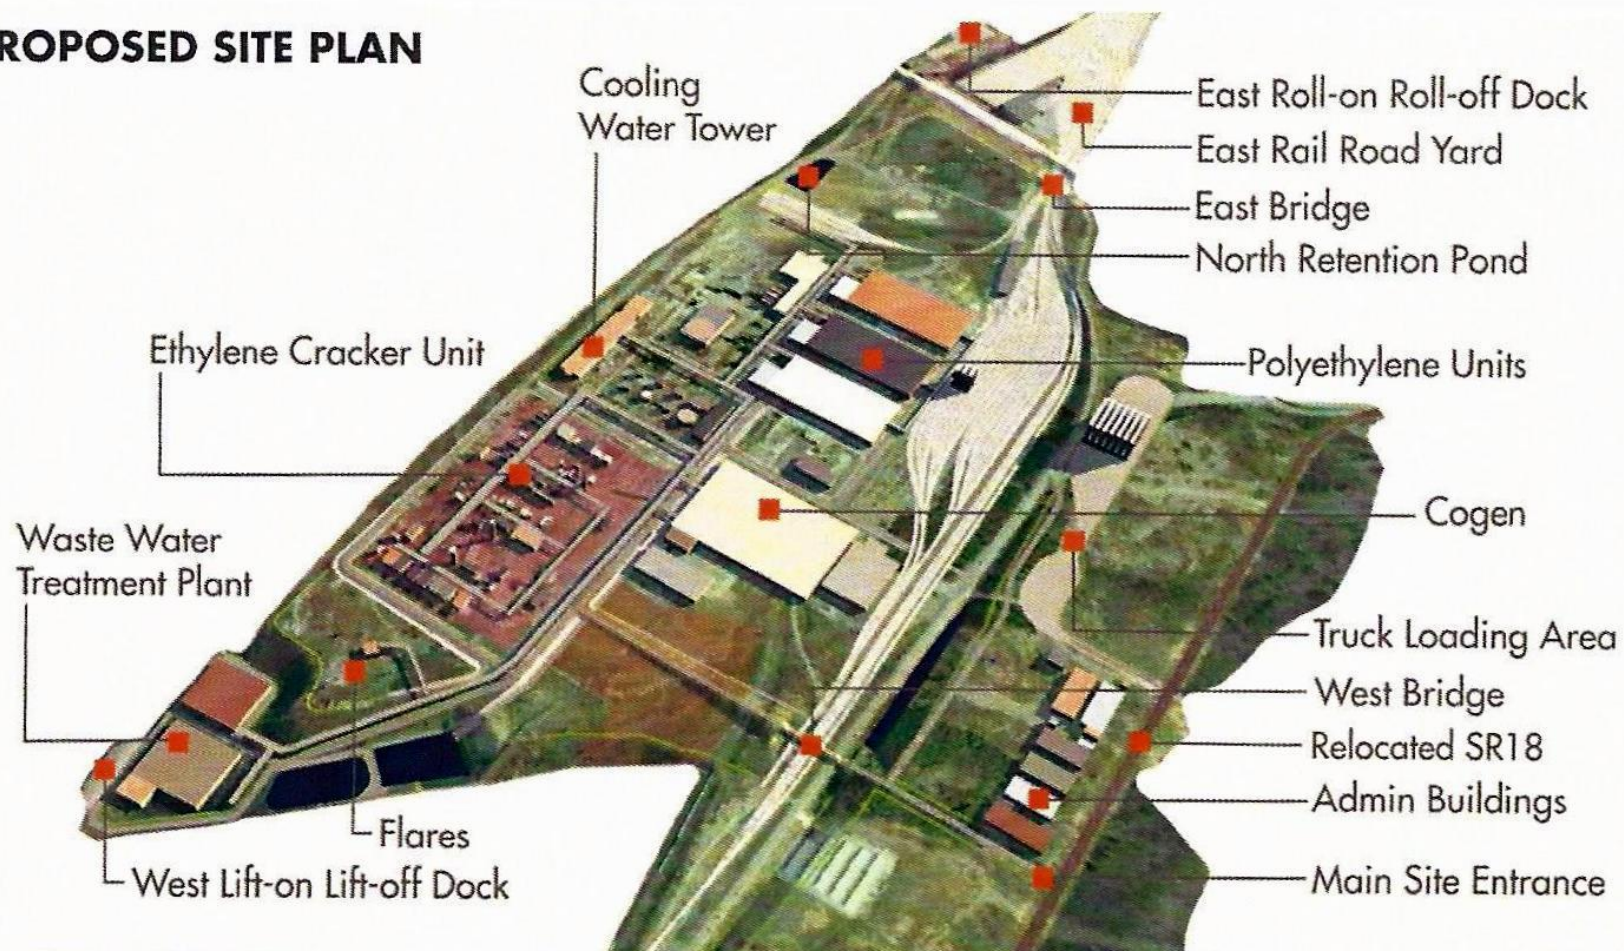 ROPOSED SITE PLAN
Cooling
Water Tower
East Roll-on Roll-off Dock
East Rail Road Yard
East Bridge
North Retention Pond
Ethylene Cracker Unit
Polyethylene Units
Cogen
Waste Water
Treatment Plant
Truck Loading Area
West Bridge
Relocated SR18
Admin Buildings
Flares
West Lift-on Lift-off Dock
Main Site Entrance